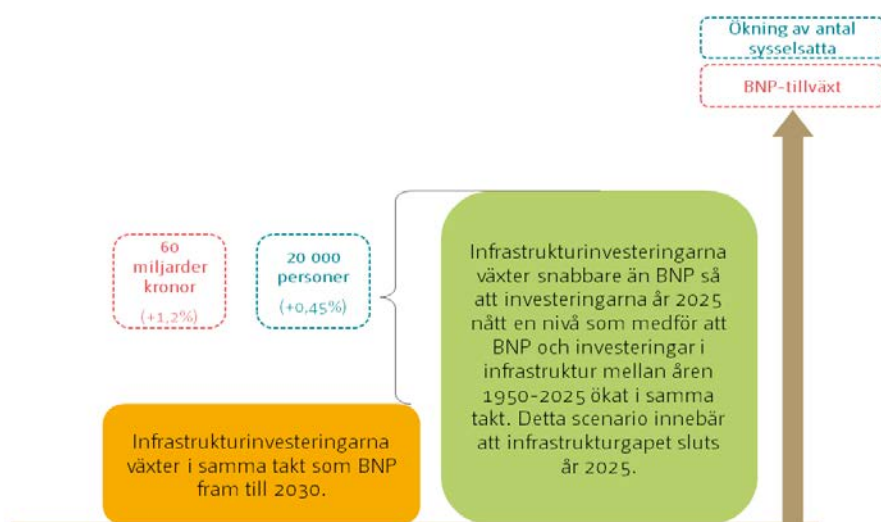 Ökning av antal
sysselsatta
BNP-tillväxt
60
miljarder
kronor
(+1,2%)
20 000
personer
(+0,45%)
Infrastrukturinvesteringarna
växter snabbare än BNP så
att investeringarna år 2025
nått en nivå som medför att
BNP och investeringar i
infrastruktur mellan åren
1950-2025 ökat i samma
takt. Detta scenario innebär
att infrastrukturgapet sluts
år 2025.
Infrastrukturinvesteringarna
växter i samma takt som BNP
fram till 2030.